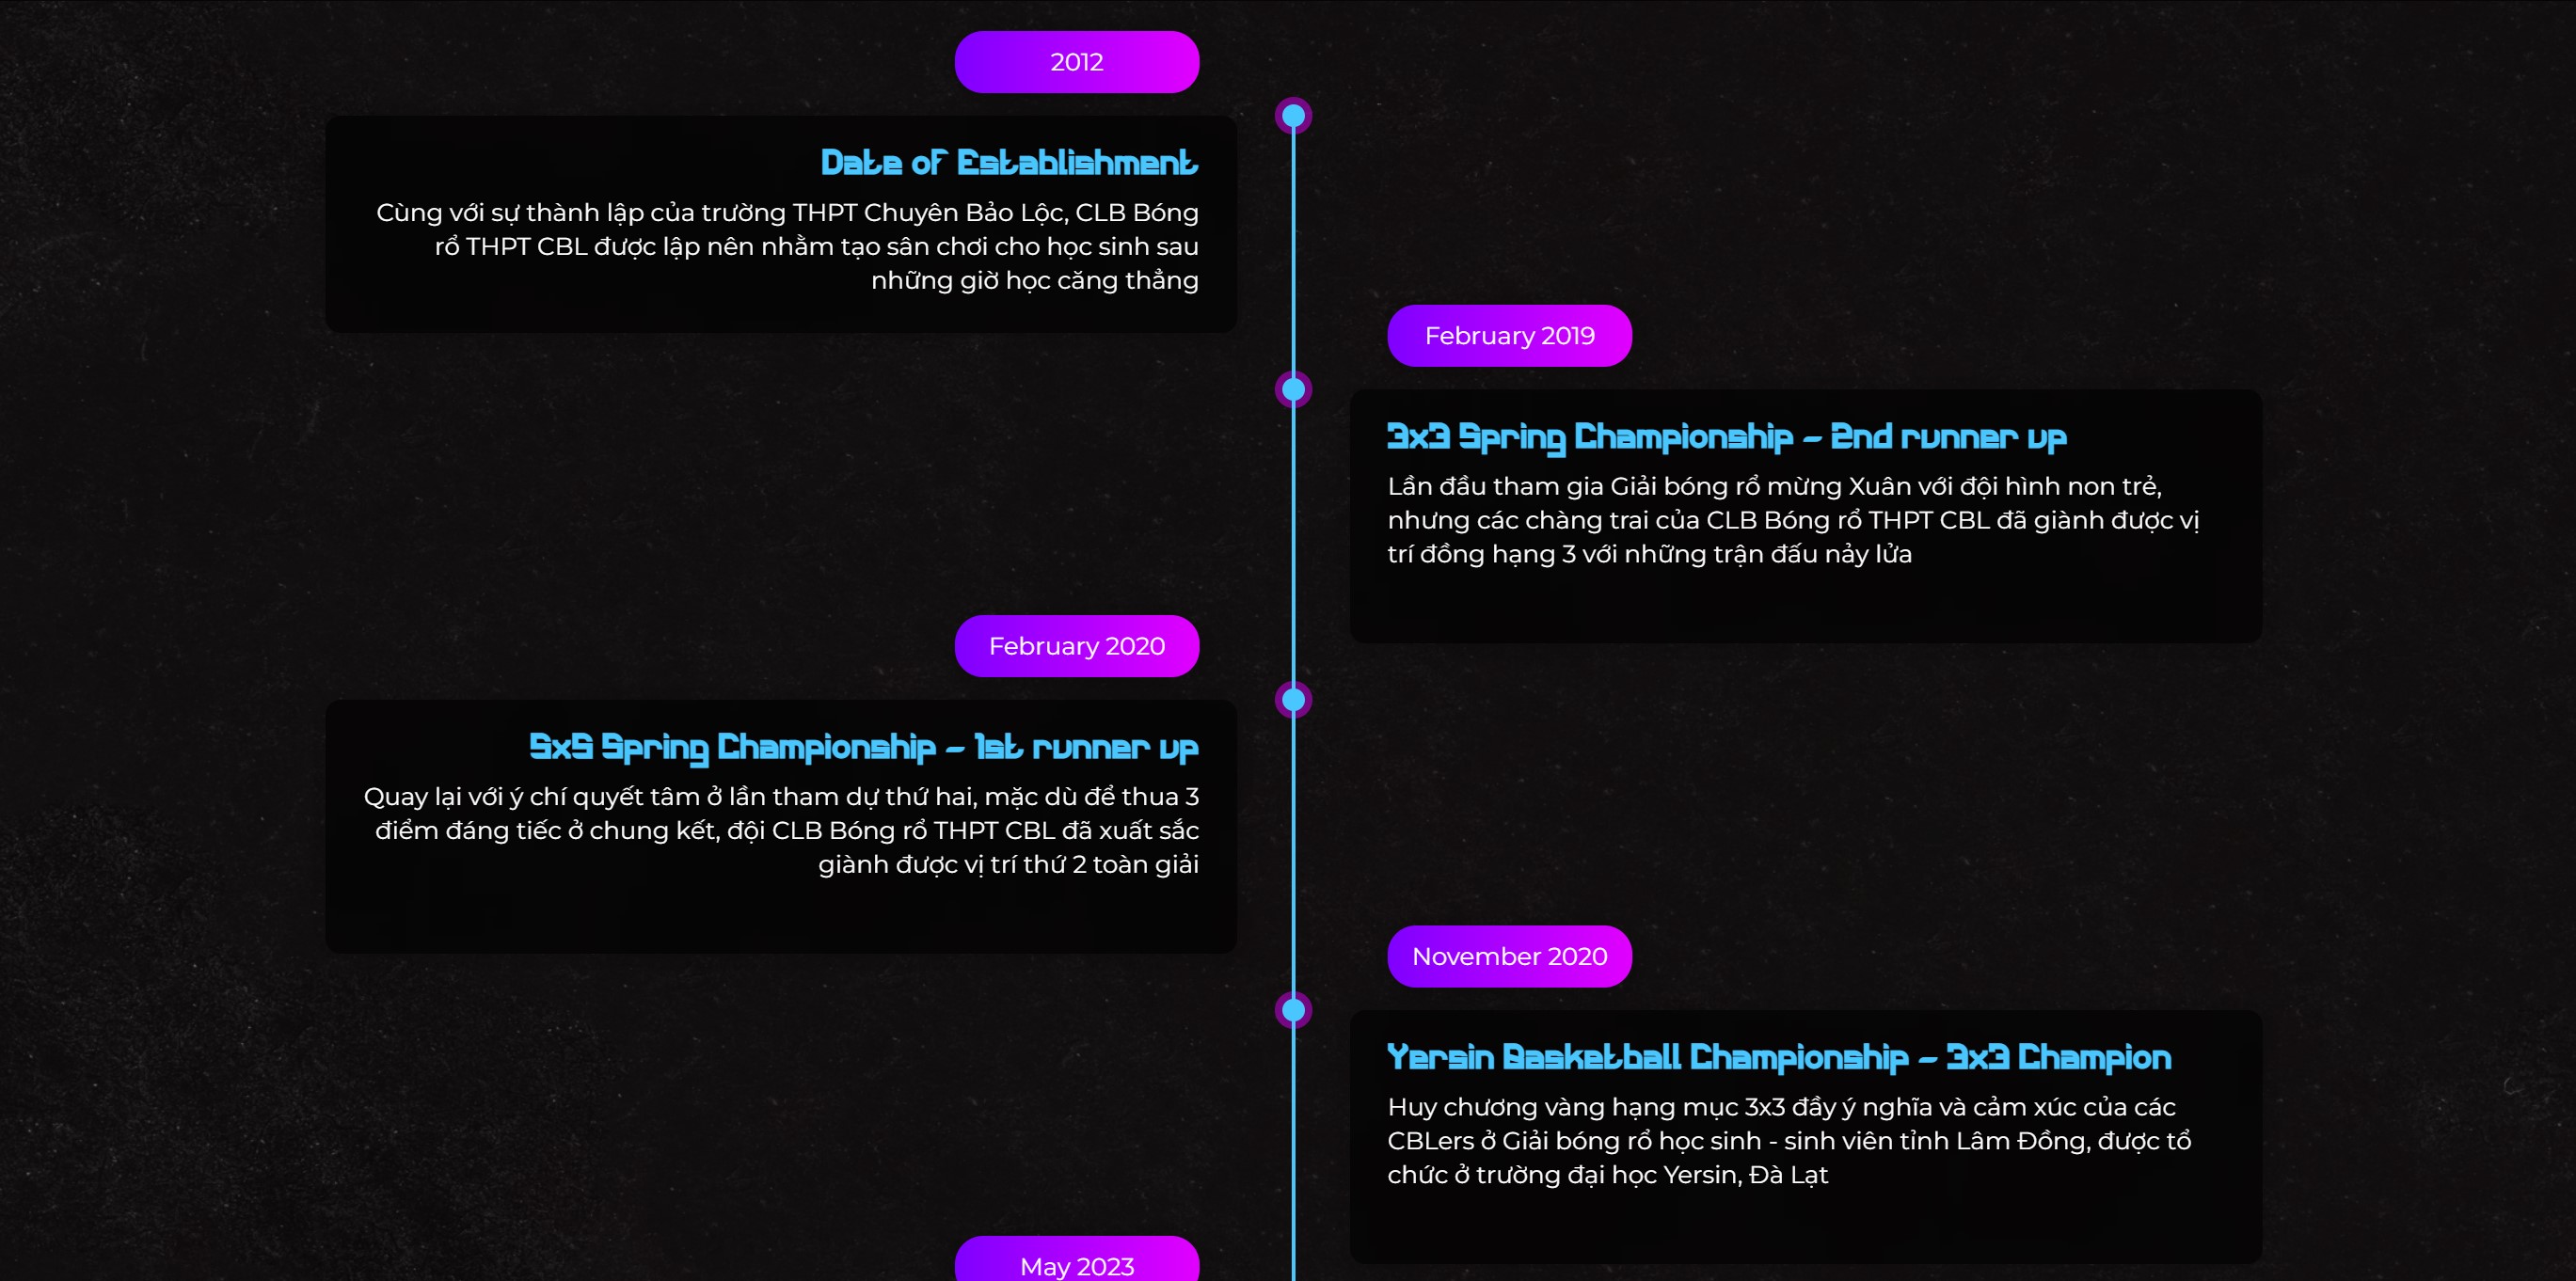 2012
Date of Establishment
Cùng với sự thành lập của trường THPT Chuyên Bảo Lộc, CLB Bóng
rổ THPT CBL được lập nên nhằm tạo sân chơi cho học sinh sau
những giờ học căng thẳng
February 2019
3x3 Spring Championship - 2nd runner up
Lần đầu tham gia Giải bóng rổ mừng Xuân với đội hình non trẻ,
nhưng các chàng trai của CLB Bóng rổ THPT CBL đã giành được vị
trí đồng hạng 3 với những trận đấu nảy lửa
February 2020
5x5 Spring Championship - 1st runner up
Quay lại với ý chí quyết tâm ở lần tham dự thứ hai, mặc dù để thua 3
điểm đáng tiếc ở chung kết, đội CLB Bóng rổ THPT CBL đã xuất sắc
giành được vị trí thứ 2 toàn giải
November 2020
Yersin Basketball Championship - 3x3 Champion
Huy chương vàng hạng mục 3x3 đầy ý nghĩa và cảm xúc của các
CBLers ở Giải bóng rổ học sinh - sinh viên tỉnh Lâm Đồng, được tổ
chức ở trường đại học Yersin, Đà Lạt
May 2023